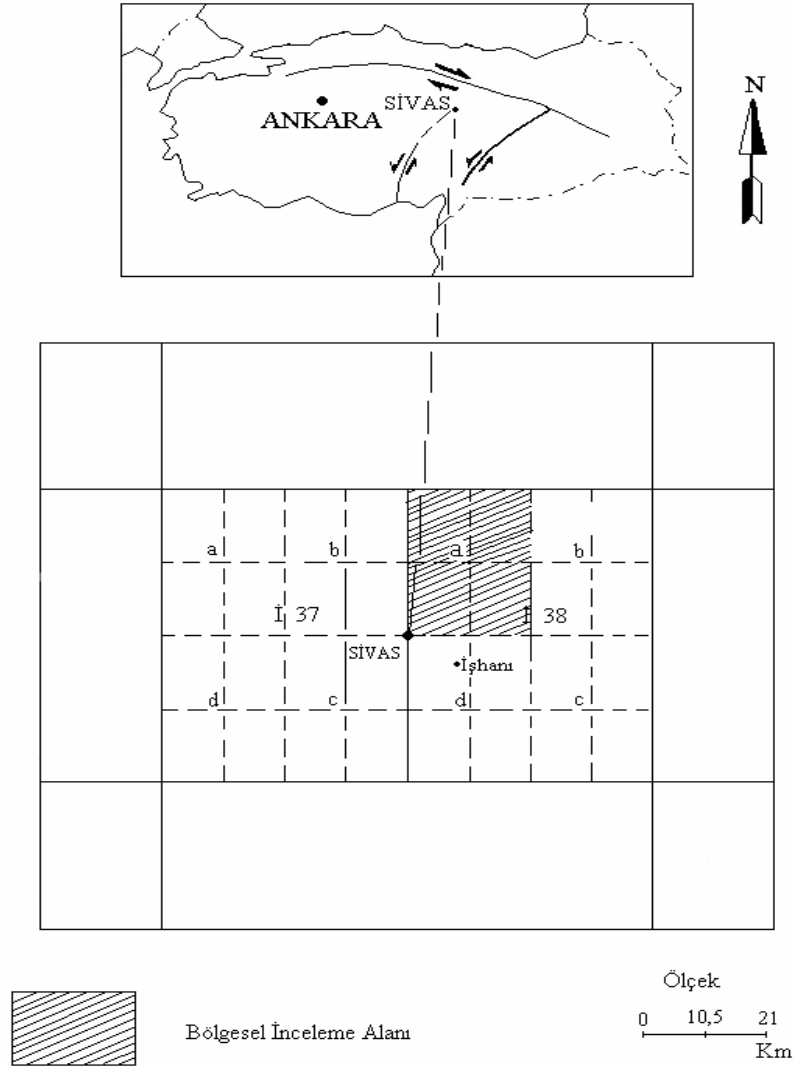 N
SİVAS
ANKARA
a b a b
İ 37 İ 38
SİVAS
İşhanı
d c d c
Ölçek
0 10,5 21
Km
Bölgesel İnceleme Alanı